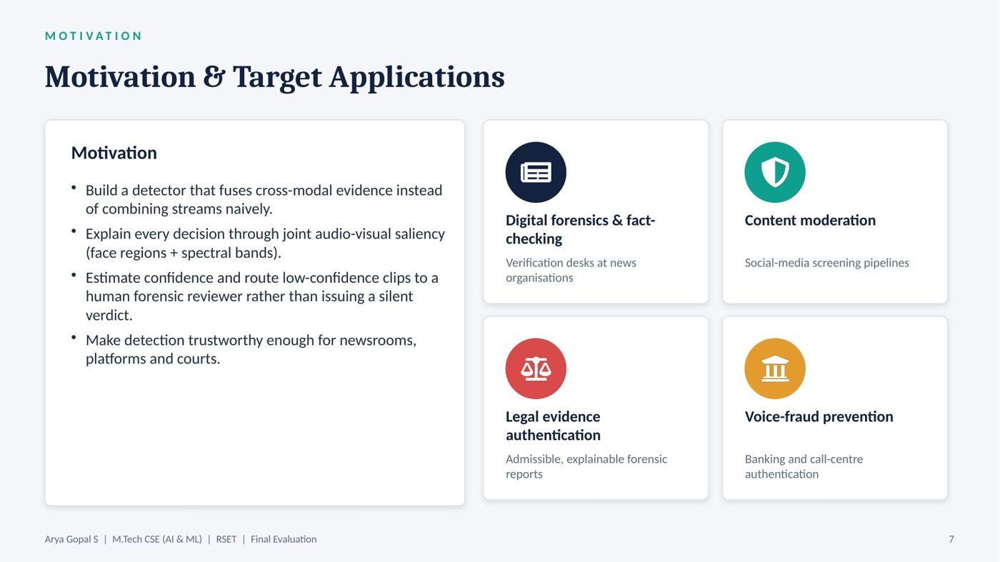 MOTIVATION
Motivation & Target Applications
Motivation
• Build a detector that fuses cross-modal evidence instead
of combining streams naively.
• Explain every decision through joint audio-visual saliency
(face regions + spectral bands).
• Estimate confidence and route low-confidence clips to a
human forensic reviewer rather than issuing a silent
verdict.
• Make detection trustworthy enough for newsrooms,
platforms and courts.
Digital forensics & fact-
checking
Verification desks at news
organisations
Content moderation
Social-media screening pipelines
Legal evidence
authentication
Admissible, explainable forensic
reports
Voice-fraud prevention
Banking and call-centre
authentication
Arya Gopal S | M.Tech CSE (AI & ML) | RSET | Final Evaluation
7